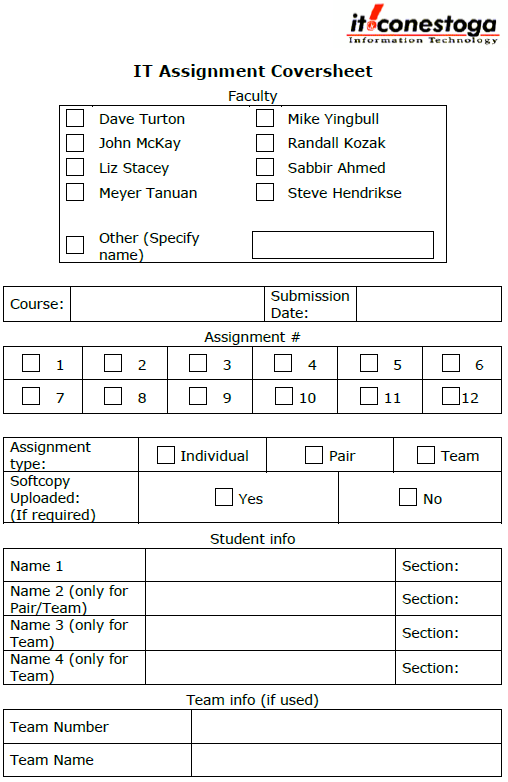 it!conestoga
Information Technology
IT Assignment Coversheet
Faculty
Dave Turton Mike Yingbull
John McKay Randall Kozak
Liz Stacey Sabbir Ahmed
Meyer Tanuan Steve Hendrikse
Other (Specify
name)
Course: Submission
Date:
Assignment #
1 2 3 4 5 6
7 8 9 10 11 12
Assignment
type: Individual Pair Team
Softcopy
Uploaded:
(If required) Yes No
Student info
Name 1 Section:
Name 2 (only for
Pair/Team) Section:
Name 3 (only for
Team) Section:
Name 4 (only for
Team) Section:
Team info (if used)
Team Number
Team Name